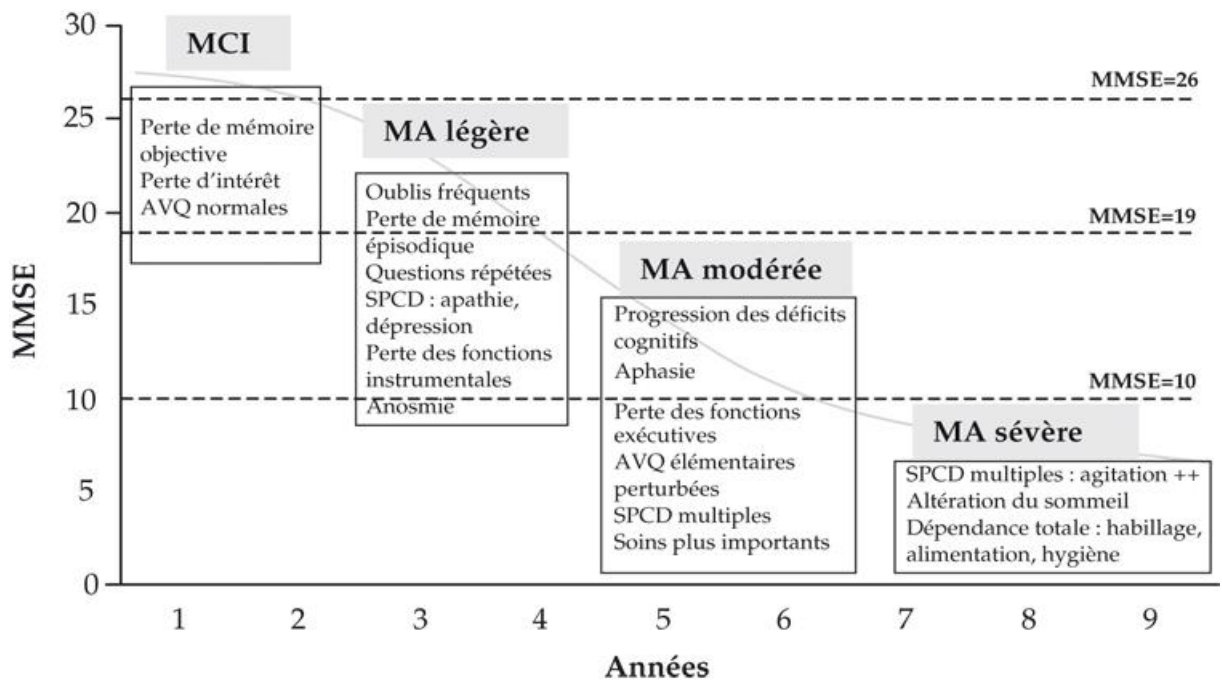 MMSE
30
25
20
15
10
5
0
MCI
Perte de mémoire
objective
Perte d'intérêt
AVQ normales
MA légère
Oublis fréquents
Perte de mémoire
épisodique
Questions répétées
SPCD : apathie,
dépression
Perte des fonctions
instrumentales
Anosmie
MA modérée
Progression des déficits
cognitifs
Aphasie
Perte des fonctions
exécutives
AVQ élémentaires
perturbées
SPCD multiples
Soins plus importants
MA sévère
SPCD multiples : agitation ++
Altération du sommeil
Dépendance totale : habillage,
alimentation, hygiène
MMSE=26
MMSE=19
MMSE=10
1 2 3 4 5 6 7 8 9
Années